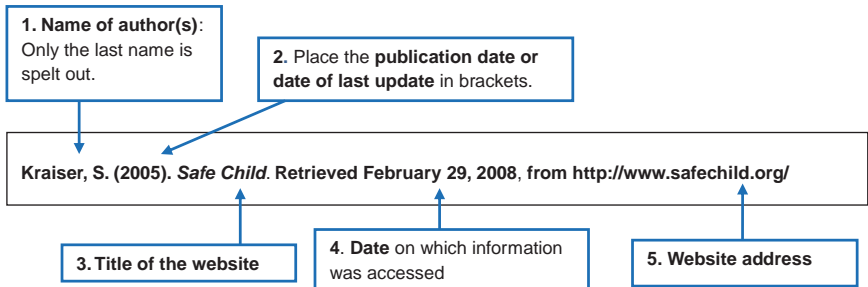 1. Name of author(s):
Only the last name is
spelt out.
2. Place the publication date or
date of last update in brackets.
Kraiser, S. (2005). Safe Child. Retrieved February 29, 2008, from http://www.safechild.org/
3. Title of the website
4. Date on which information
was accessed
5. Website address